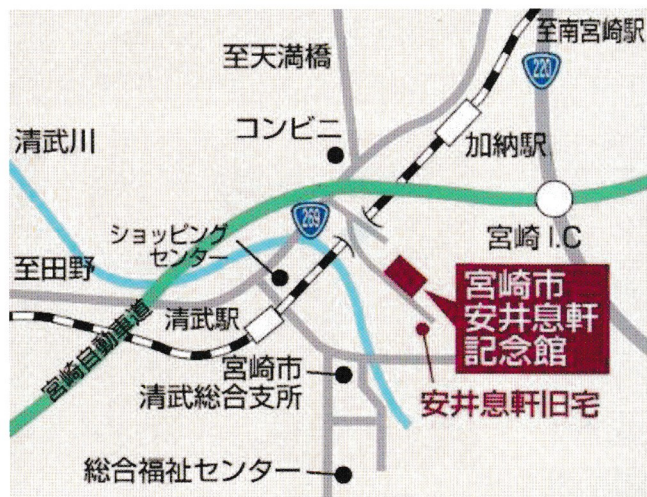 至南宮崎駅
至天満橋
220
コンビニ
清武川
加納駅
269
ショッピング
センター
宮崎 I.C
至田野
宮崎市
安井息軒
記念館
清武駅
宮崎自動車道
宮崎市
清武総合支所
安井息軒旧宅
総合福祉センター